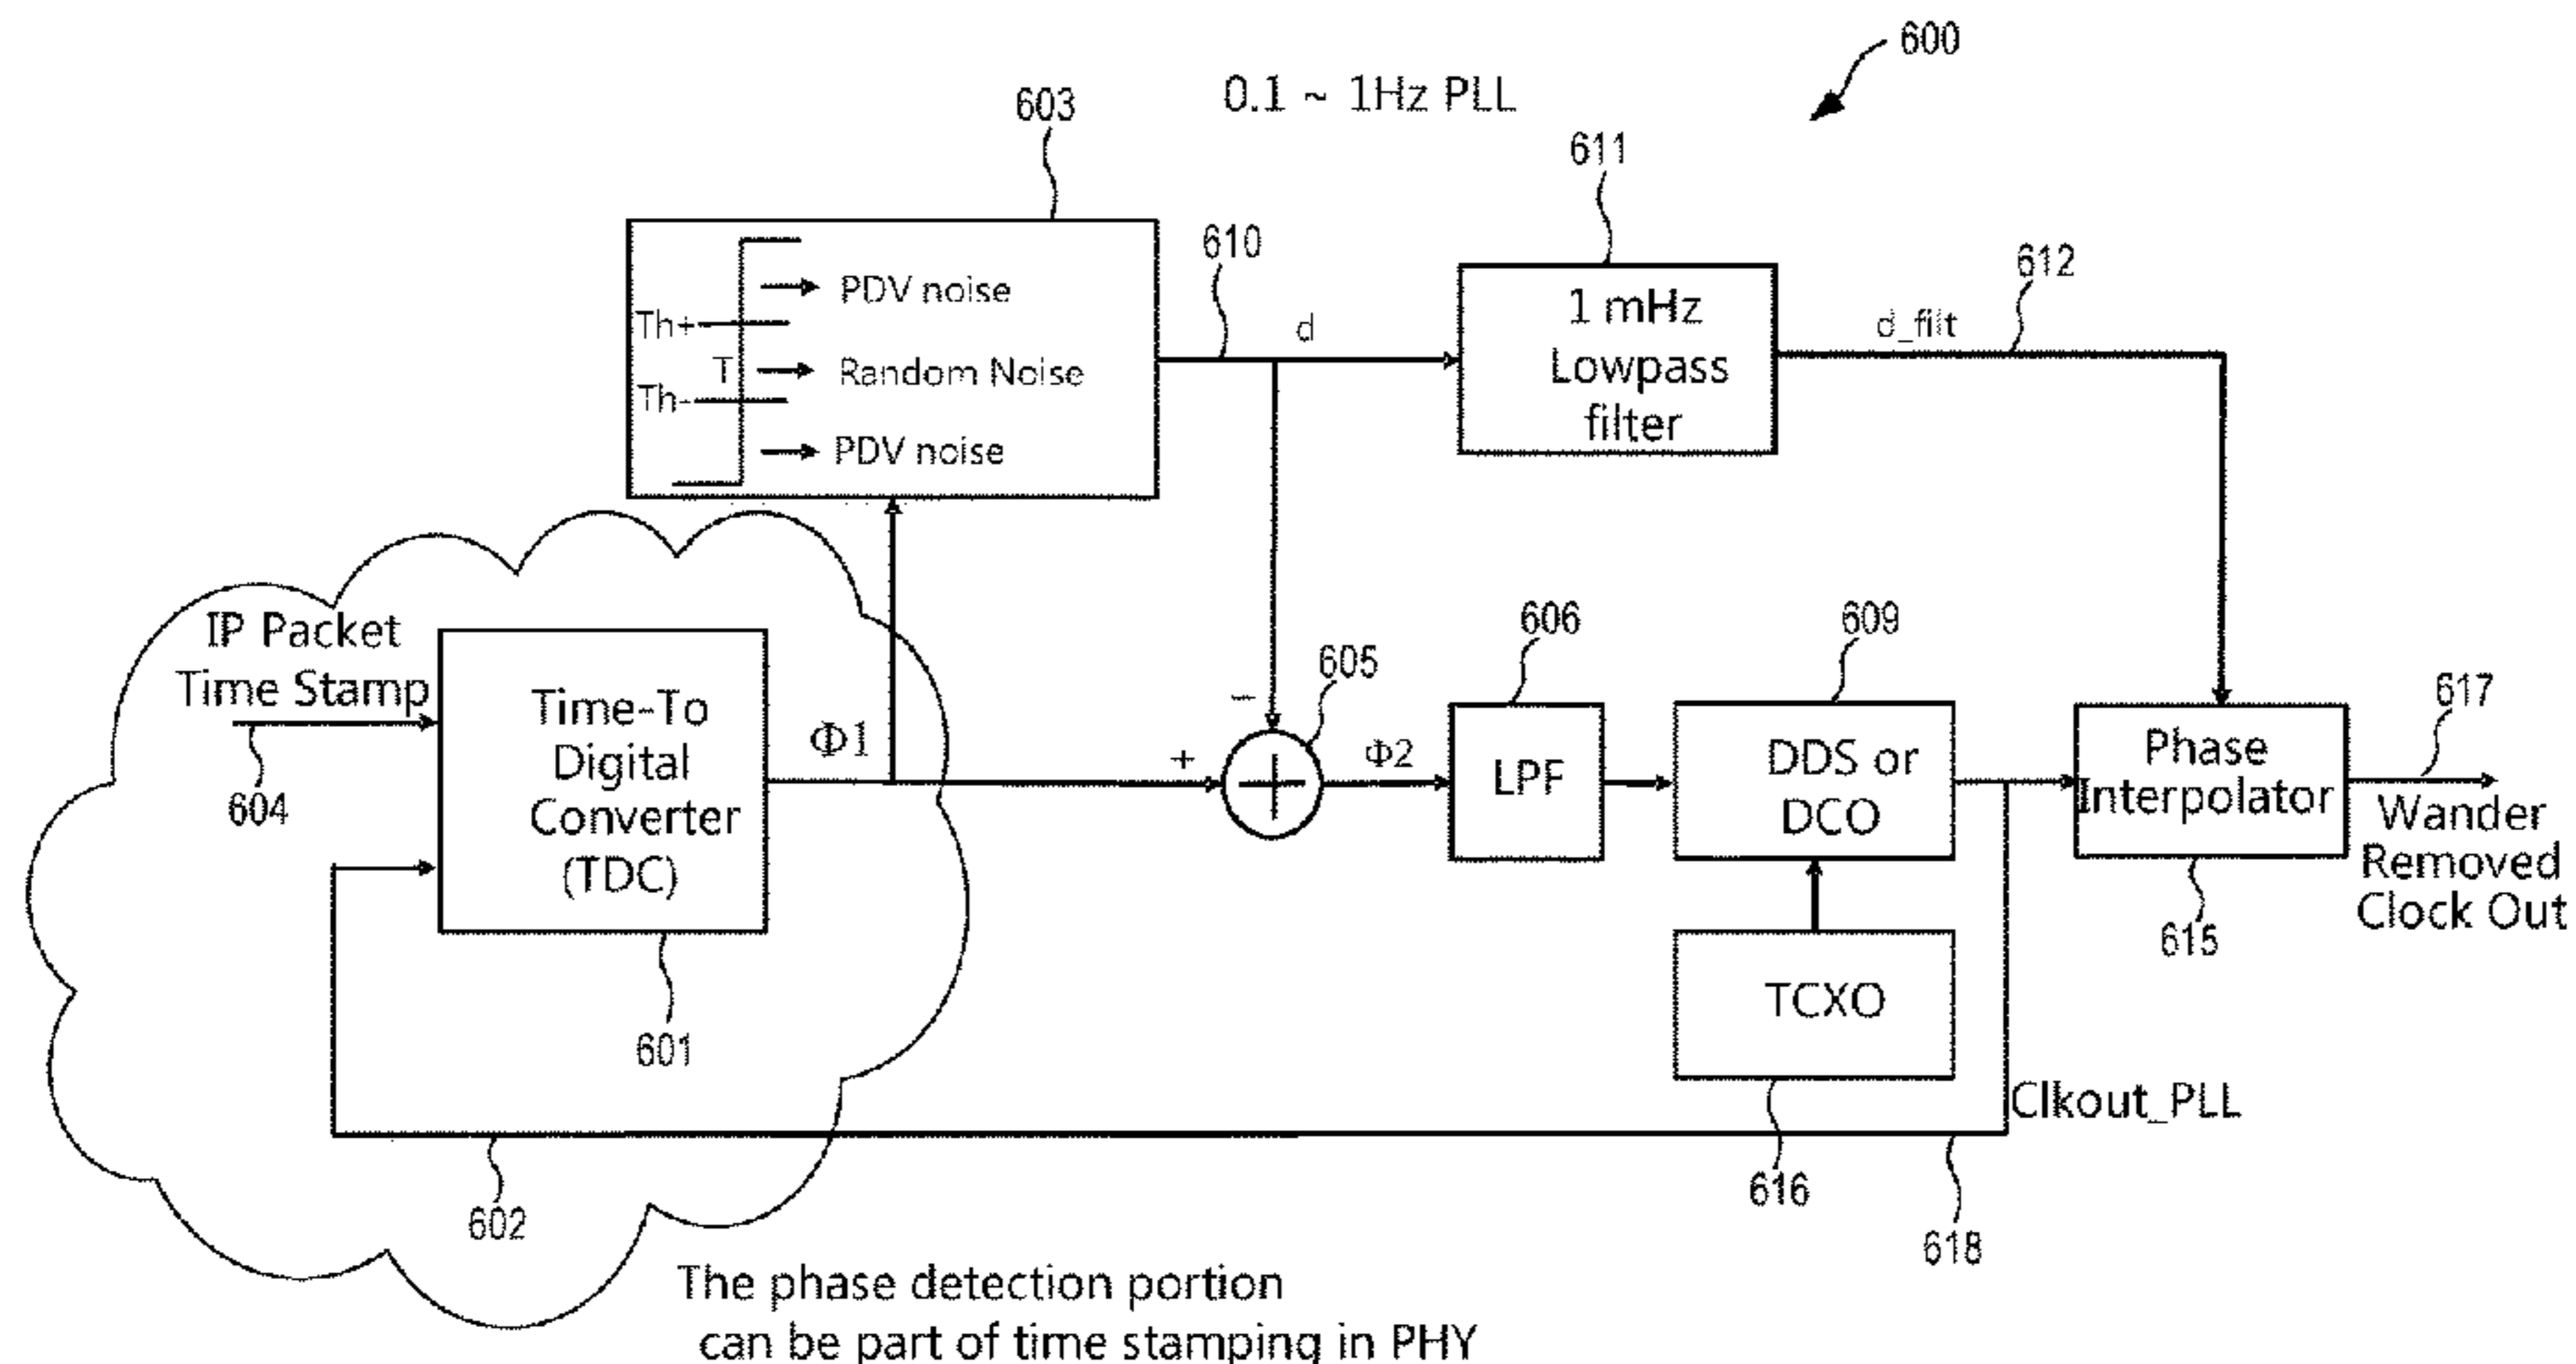 600
0.1 ~ 1Hz PLL
603
611
PDV noise
Th+
T
Random Noise
Th-
PDV noise
610
d
1 mHz
Lowpass
filter
d_filt
612
IP Packet
Time Stamp
604
Time-To
Digital
Converter
(TDC)
601
Φ1
+
−
605
Φ2
606
LPF
609
DDS or
DCO
TCXO
616
Phase
Interpolator
615
617
Wander
Removed
Clock Out
Clkout_PLL
618
602
The phase detection portion
can be part of time stamping in PHY